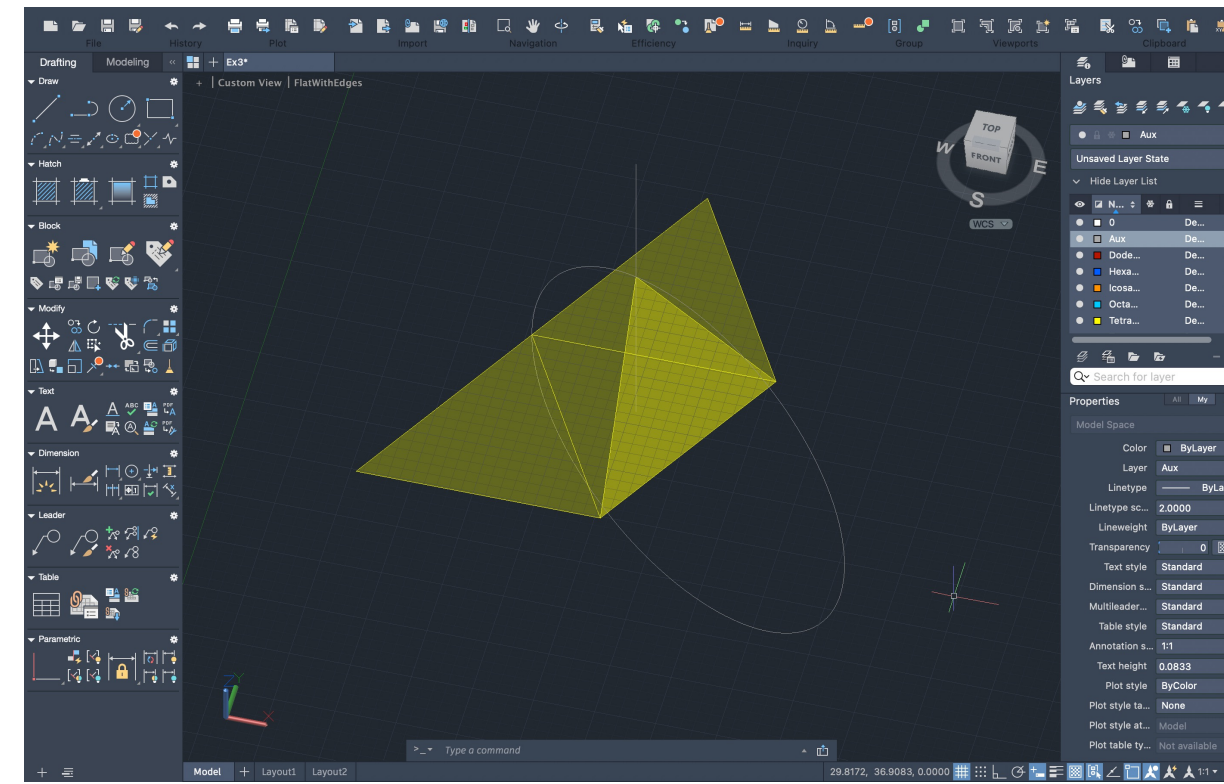 File History Plot Import Navigation Efficiency Inquiry Group Viewports Clipboard
Drafting Modeling
+ Ex3*
+ | Custom View | FlatWithEdges
Draw
Hatch
Block
Modify
Text
ABC PDF
A A A PDF
Dimension
Leader
Table
Parametric
TOP
FRONT
W
E
S
WCS
Z Y
X
>_ Type a command
Model + Layout1 Layout2
29.8172, 36.9083, 0.0000
1:1
Layers
Aux
Unsaved Layer State
Hide Layer List
N...
0 De...
Aux De...
Dode... De...
Hexa... De...
Icosa... De...
Octa... De...
Tetra... De...
Search for layer
Properties All My
Model Space
Color ByLayer
Layer Aux
Linetype ByLa
Linetype sc... 2.0000
Lineweight ByLayer
Transparency 0
Text style Standard
Dimension s... Standard
Multileader... Standard
Table style Standard
Annotation s... 1:1
Text height 0.0833
Plot style ByColor
Plot style ta... None
Plot style at... Model
Plot table ty... Not available